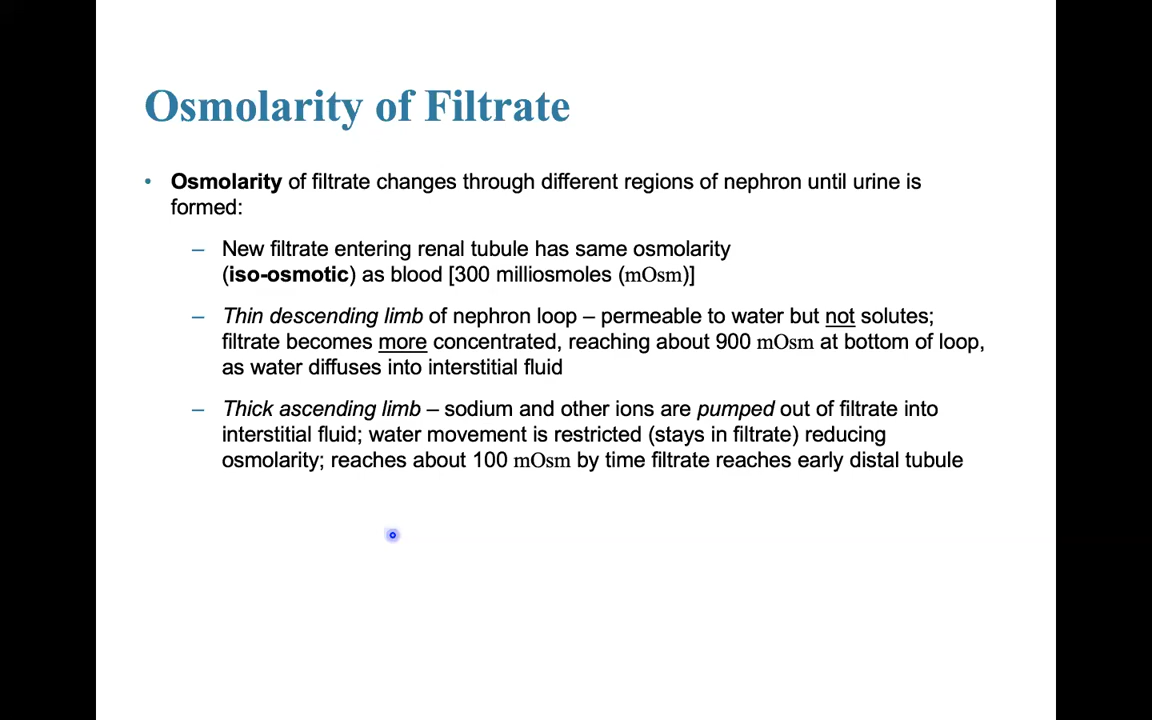 Osmolarity of Filtrate
• Osmolarity of filtrate changes through different regions of nephron until urine is
formed:
– New filtrate entering renal tubule has same osmolarity
(iso-osmotic) as blood [300 milliosmoles (mOsm)]
– Thin descending limb of nephron loop – permeable to water but not solutes;
filtrate becomes more concentrated, reaching about 900 mOsm at bottom of loop,
as water diffuses into interstitial fluid
– Thick ascending limb – sodium and other ions are pumped out of filtrate into
interstitial fluid; water movement is restricted (stays in filtrate) reducing
osmolarity; reaches about 100 mOsm by time filtrate reaches early distal tubule